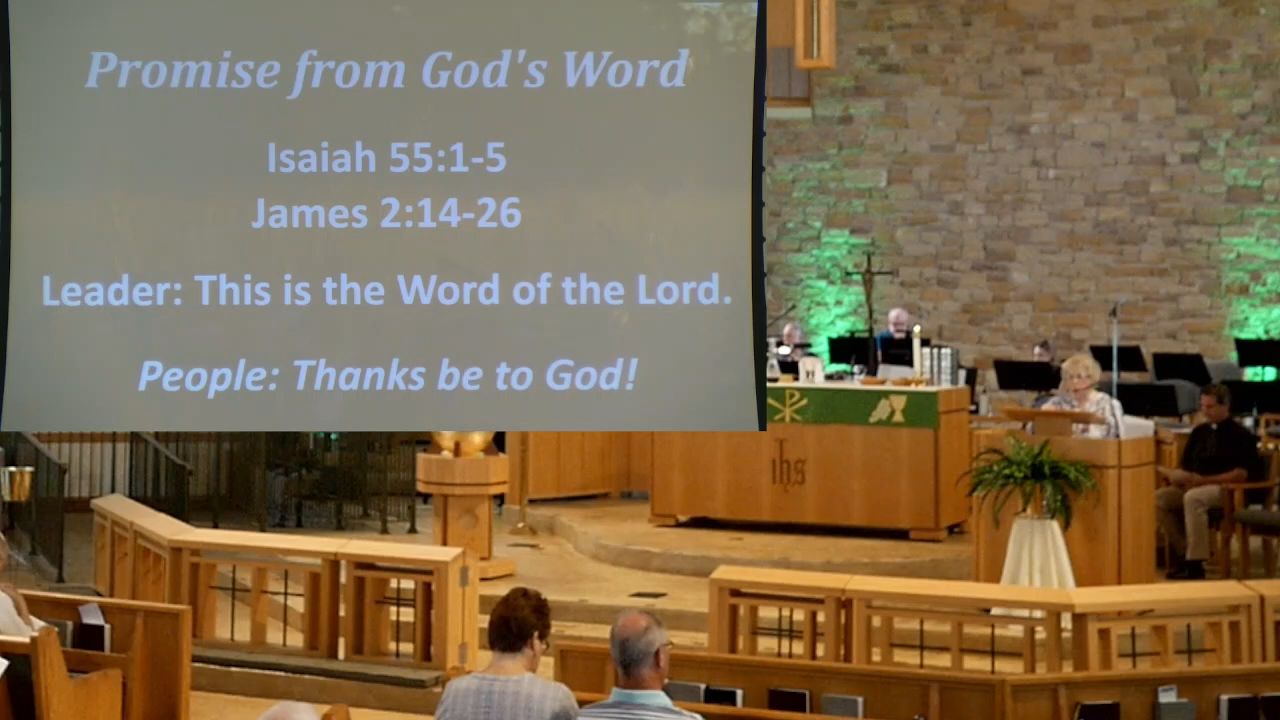 Promise from God's Word
Isaiah 55:1-5
James 2:14-26
Leader: This is the Word of the Lord.
People: Thanks be to God!
ihs